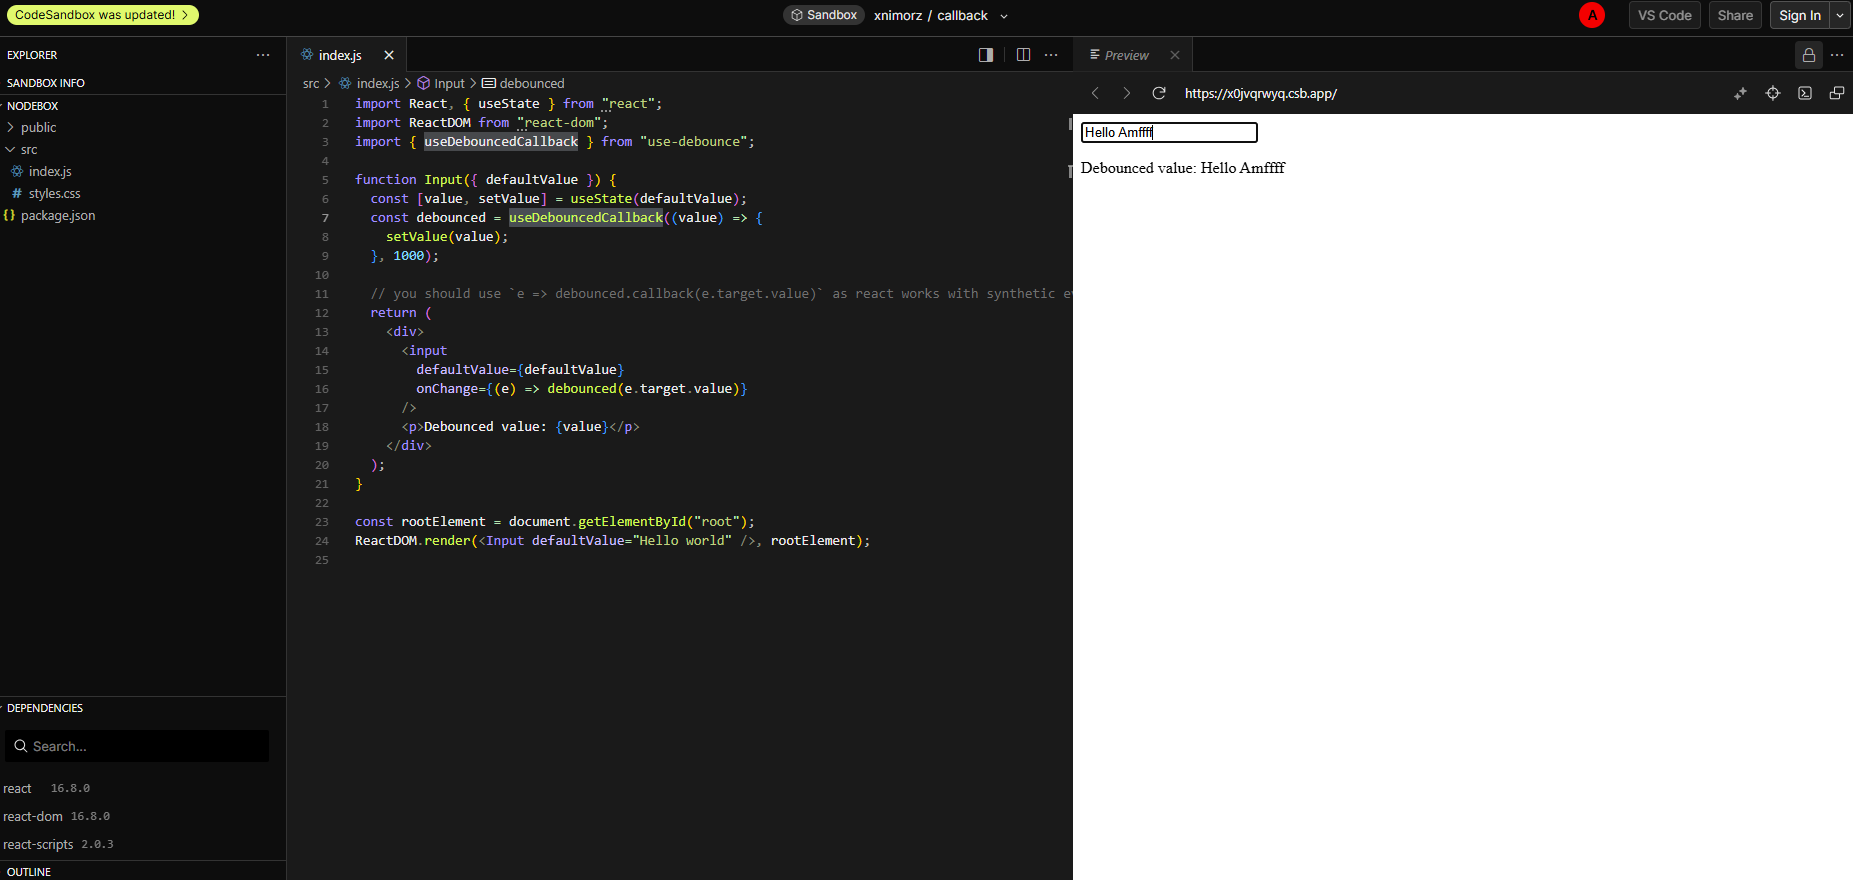 CodeSandbox was updated!
Sandbox xnimorz / callback
A
VS Code
Share
Sign In
EXPLORER
SANDBOX INFO
NODEBOX
public
src
index.js
# styles.css
{} package.json
DEPENDENCIES
Search...
react 16.8.0
react-dom 16.8.0
react-scripts 2.0.3
OUTLINE
index.js
src > index.js > Input > debounced
1 import React, { useState } from "react";
2 import ReactDOM from "react-dom";
3 import { useDebouncedCallback } from "use-debounce";
4
5 function Input({ defaultValue }) {
6 const [value, setValue] = useState(defaultValue);
7 const debounced = useDebouncedCallback((value) => {
8 setValue(value);
9 }, 1000);
10
11 // you should use `e => debounced.callback(e.target.value)` as react works with synthetic e
12 return (
13 <div>
14 <input
15 defaultValue={defaultValue}
16 onChange={(e) => debounced(e.target.value)}
17 />
18 <p>Debounced value: {value}</p>
19 </div>
20 );
21 }
22
23 const rootElement = document.getElementById("root");
24 ReactDOM.render(<Input defaultValue="Hello world" />, rootElement);
25
Preview
https://x0jvqrwyq.csb.app/
Hello Amffff
Debounced value: Hello Amffff